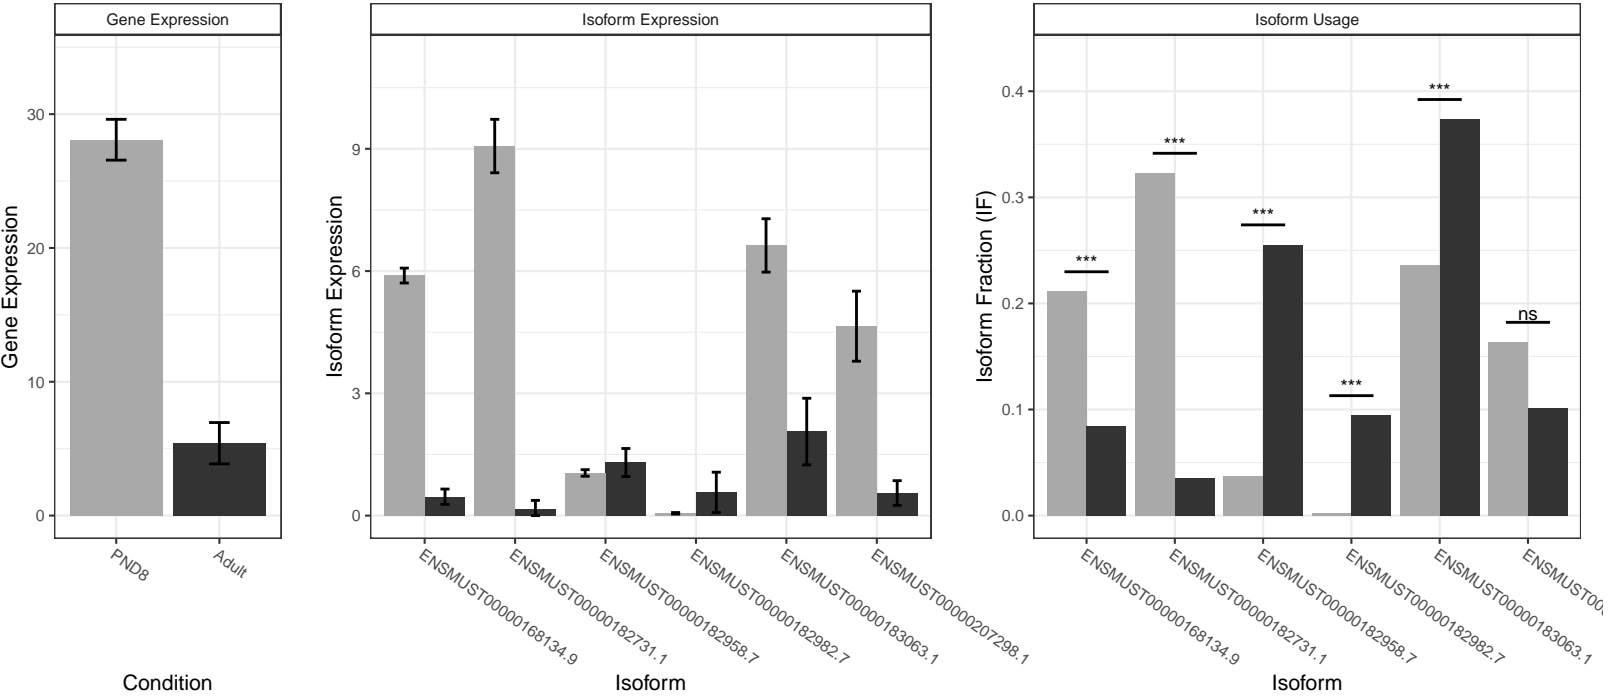 Gene Expression
Isoform Expression
Isoform Usage
Gene Expression
30
20
10
0
PND8
Adult
Condition
Isoform Expression
9
6
3
0
ENSMUST00000168134.9
ENSMUST00000182731.1
ENSMUST00000182958.7
ENSMUST00000182982.7
ENSMUST00000183063.1
ENSMUST00000207298.1
Isoform
Isoform Fraction (IF)
0.4
0.3
0.2
0.1
0.0
***
***
***
***
***
ns
ENSMUST00000168134.9
ENSMUST00000182731.1
ENSMUST00000182958.7
ENSMUST00000182982.7
ENSMUST00000183063.1
Isoform